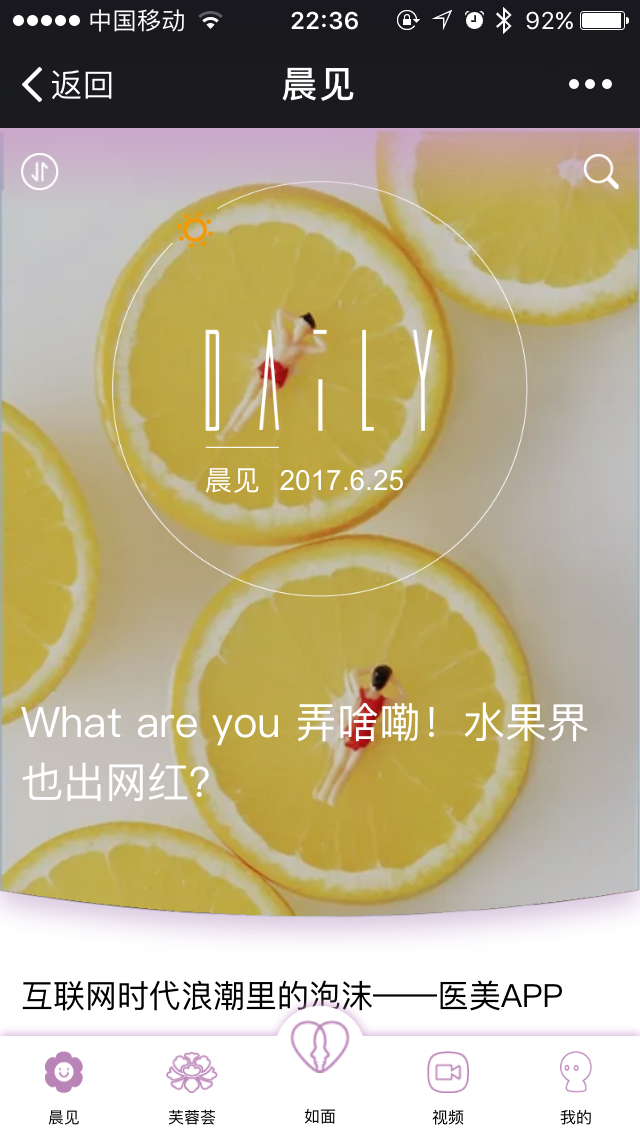 中国移动 22:36 92%
返回 晨见
DAiLY
晨见 2017.6.25
What are you 弄啥嘞！水果界
也出网红？
互联网时代浪潮里的泡沫——医美APP
晨见 芙蓉荟 如面 视频 我的